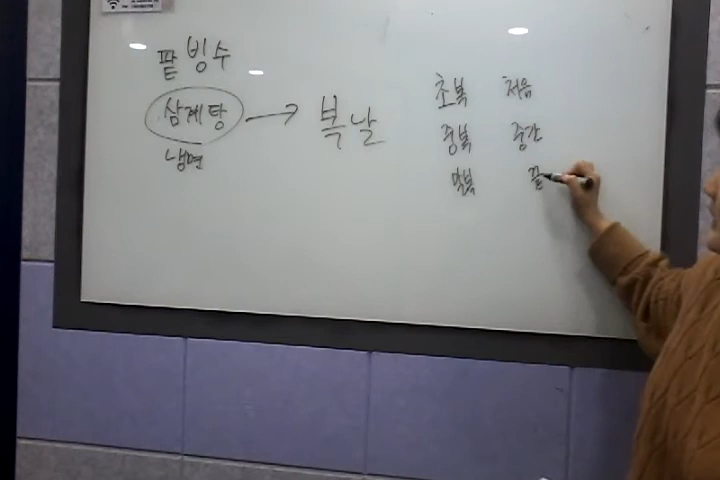 팥빙수
삼계탕 → 복날
냉면
초복 처음
중복 중간
말복 끝